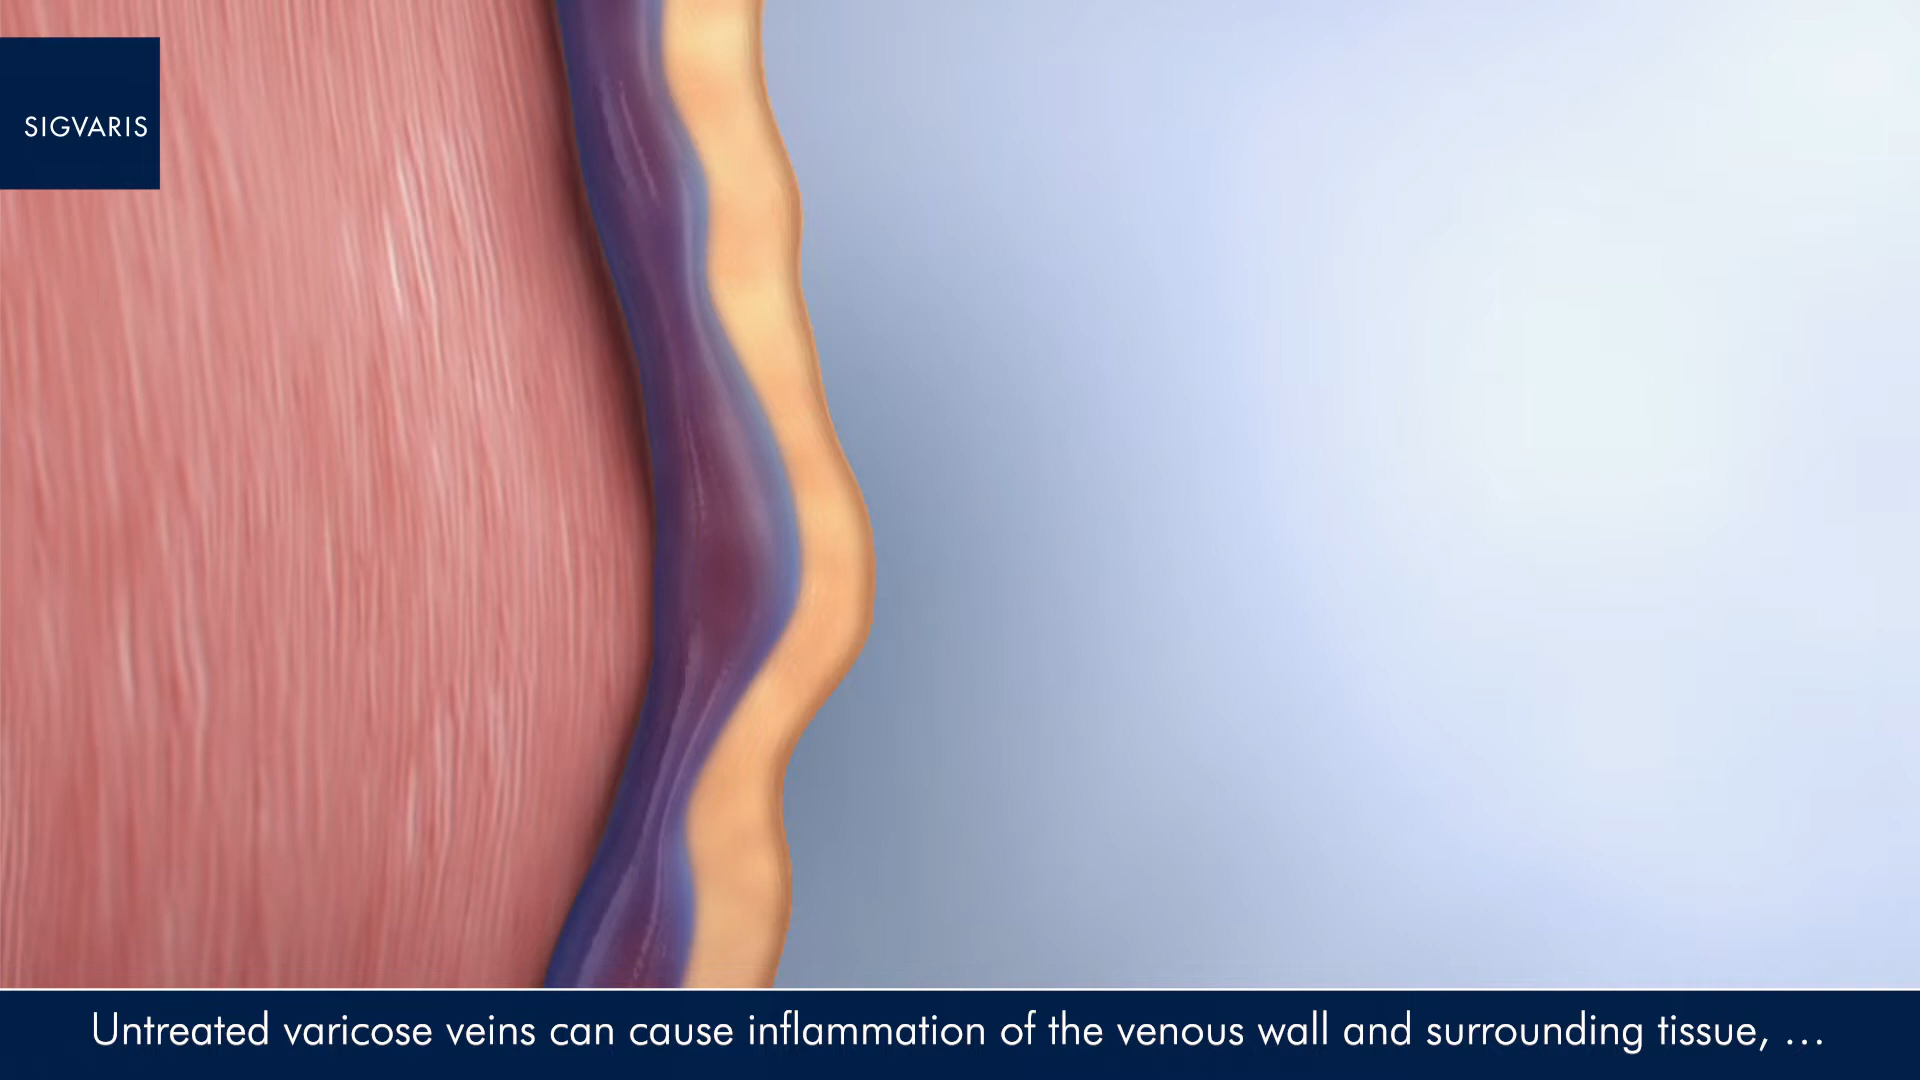 SIGVARIS
Untreated varicose veins can cause inflammation of the venous wall and surrounding tissue, …